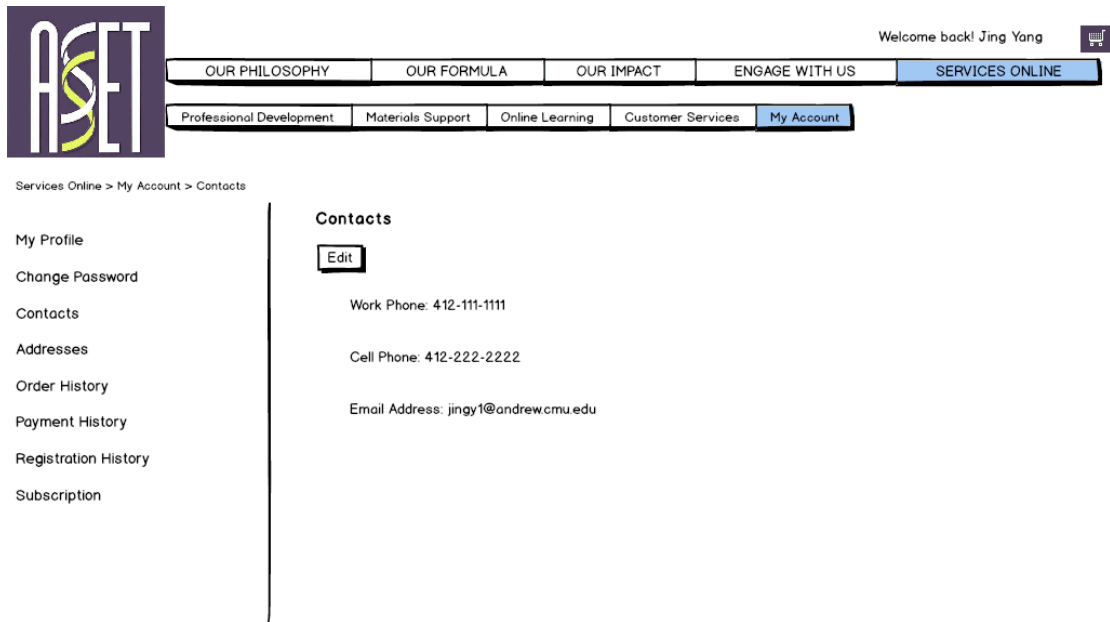 ASSET
Welcome back! Jing Yang
OUR PHILOSOPHY OUR FORMULA OUR IMPACT ENGAGE WITH US SERVICES ONLINE
Professional Development Materials Support Online Learning Customer Services My Account
Services Online > My Account > Contacts
My Profile
Change Password
Contacts
Addresses
Order History
Payment History
Registration History
Subscription
Contacts
Edit
Work Phone: 412-111-1111
Cell Phone: 412-222-2222
Email Address: jingy1@andrew.cmu.edu